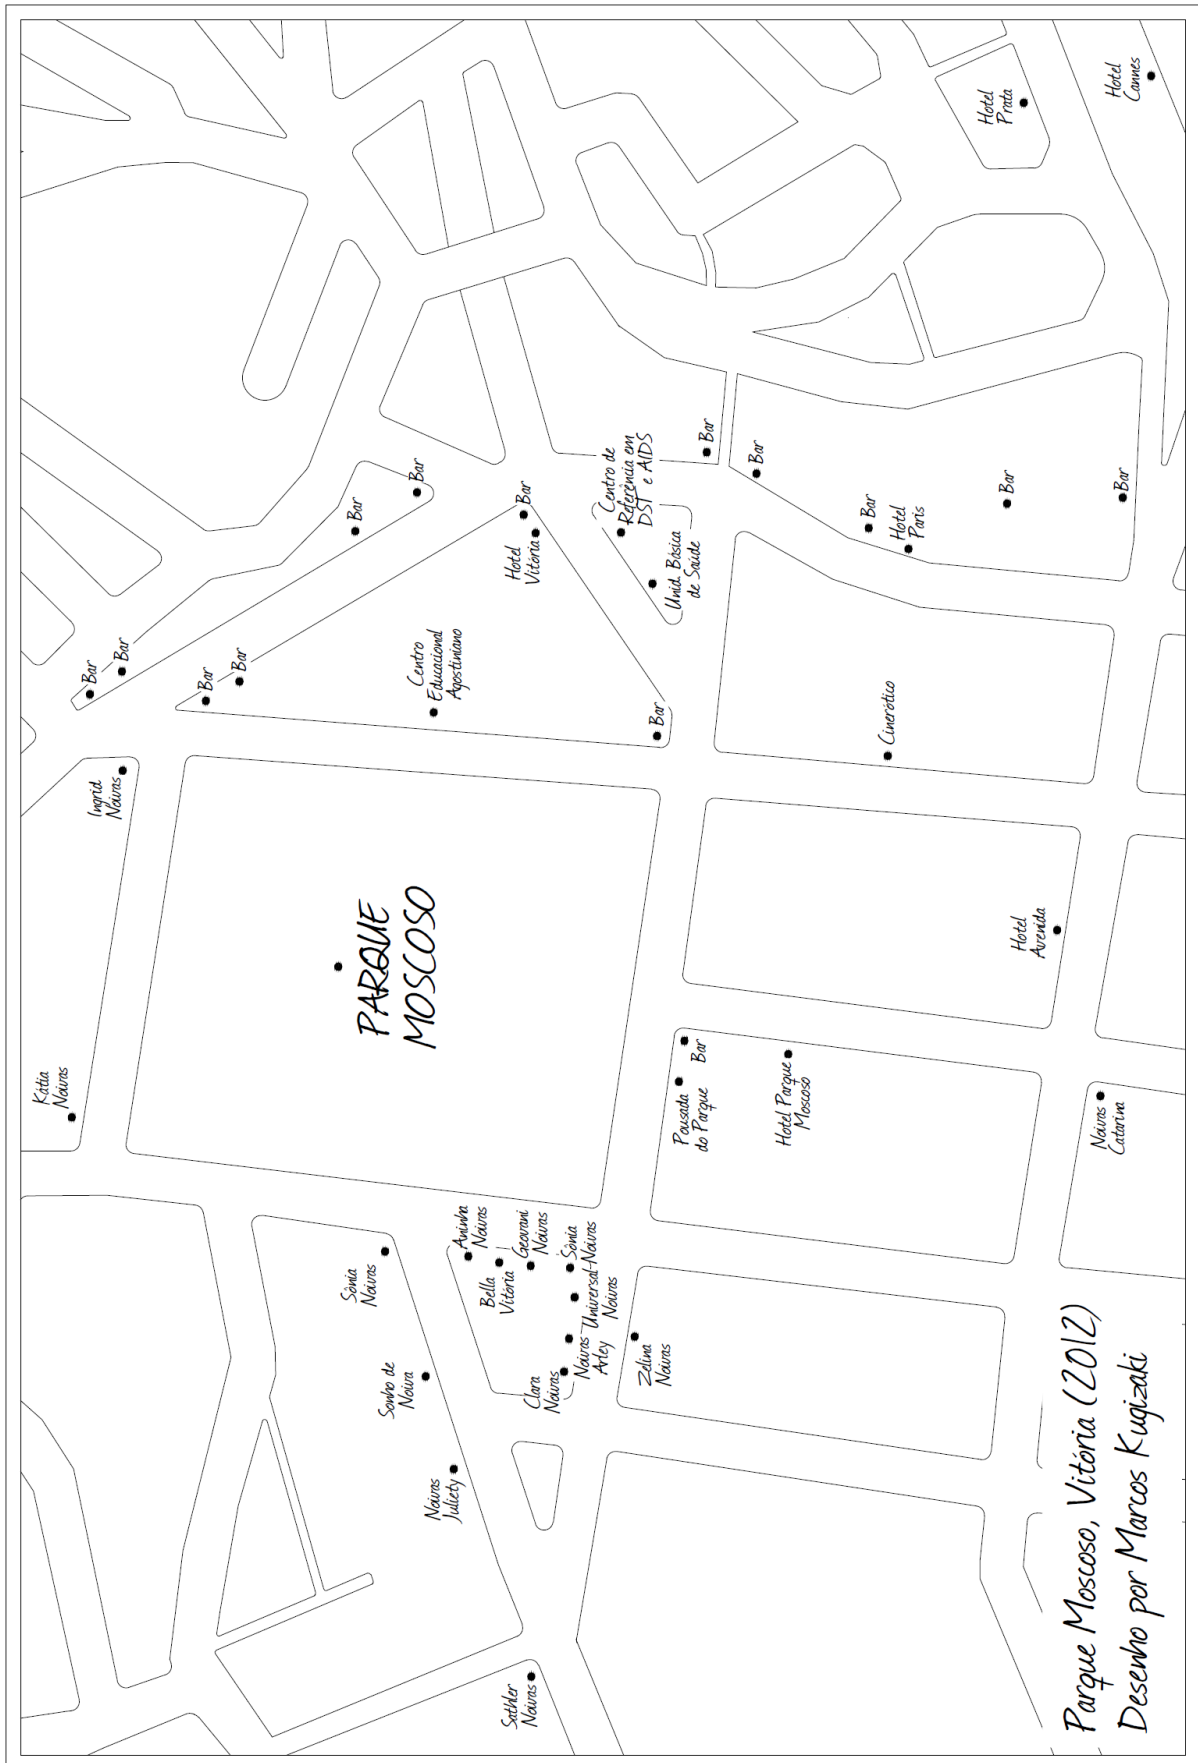 Kátia
Noivas
Ingrid
Noivas
Bar
Bar
Bar
Bar
Bar
Bar
Hotel
Vitória
Bar
Centro
Educacional
Agostiniano
Bar
PARQUE
MOSCOSO
Centro de
Referência em
DST e AIDS
Unid. Básica
de Saúde
Bar
Bar
Bar
Hotel
Paris
Bar
Bar
Hotel
Prata
Hotel
Cannes
Cinerótico
Hotel
Avenida
Bar
Pousada
do Parque
Hotel Parque
Moscoso
Noivas
Catarina
Sônia
Noivas
Sonho de
Noiva
Noivas
Juliety
Sathler
Noivas
Aninha
Noivas
Bella
Vitória
Geovani
Noivas
Sônia
Noivas
Universal
Noivas
Noivas
Arley
Clara
Noivas
Zelina
Noivas
Parque Moscoso, Vitória (2012)
Desenho por Marcos Kugizaki